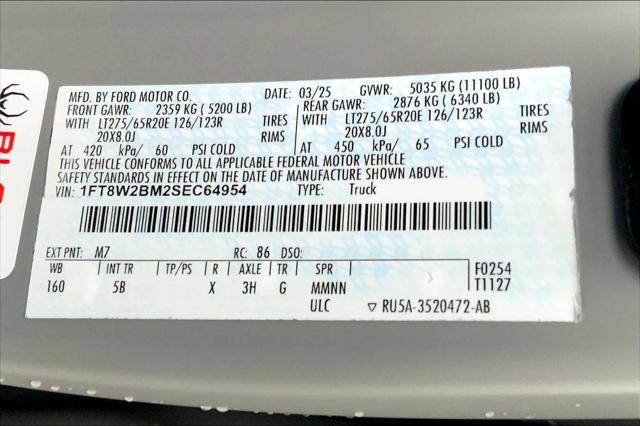 MFD. BY FORD MOTOR CO. DATE: 03/25 GVWR: 5035 KG (11100 LB)
FRONT GAWR: 2359 KG ( 5200 LB) REAR GAWR: 2876 KG ( 6340 LB)
WITH LT275/65R20E 126/123R TIRES WITH LT275/65R20E 126/123R TIRES
20X8.0J RIMS 20X8.0J RIMS
AT 420 kPa/ 60 PSI COLD AT 450 kPa/ 65 PSI COLD
THIS VEHICLE CONFORMS TO ALL APPLICABLE FEDERAL MOTOR VEHICLE
SAFETY STANDARDS IN EFFECT ON THE DATE OF MANUFACTURE SHOWN ABOVE.
VIN: 1FT8W2BM2SEC64954 TYPE: Truck
EXT PNT: M7 RC: 86 DSO:
WB INT TR TP/PS R AXLE TR SPR F0254
160 5B X 3H G MMNN T1127
ULC ▽ RU5A-3520472-AB